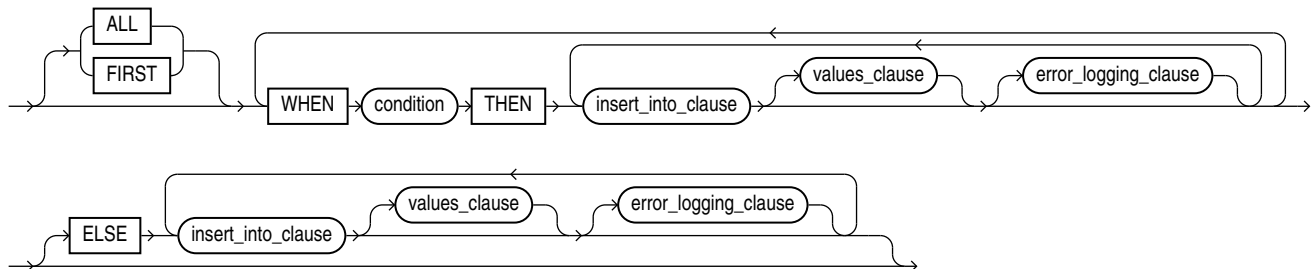 ALL
FIRST
values_clause error_logging_clause
WHEN condition THEN insert_into_clause
values_clause error_logging_clause
ELSE insert_into_clause